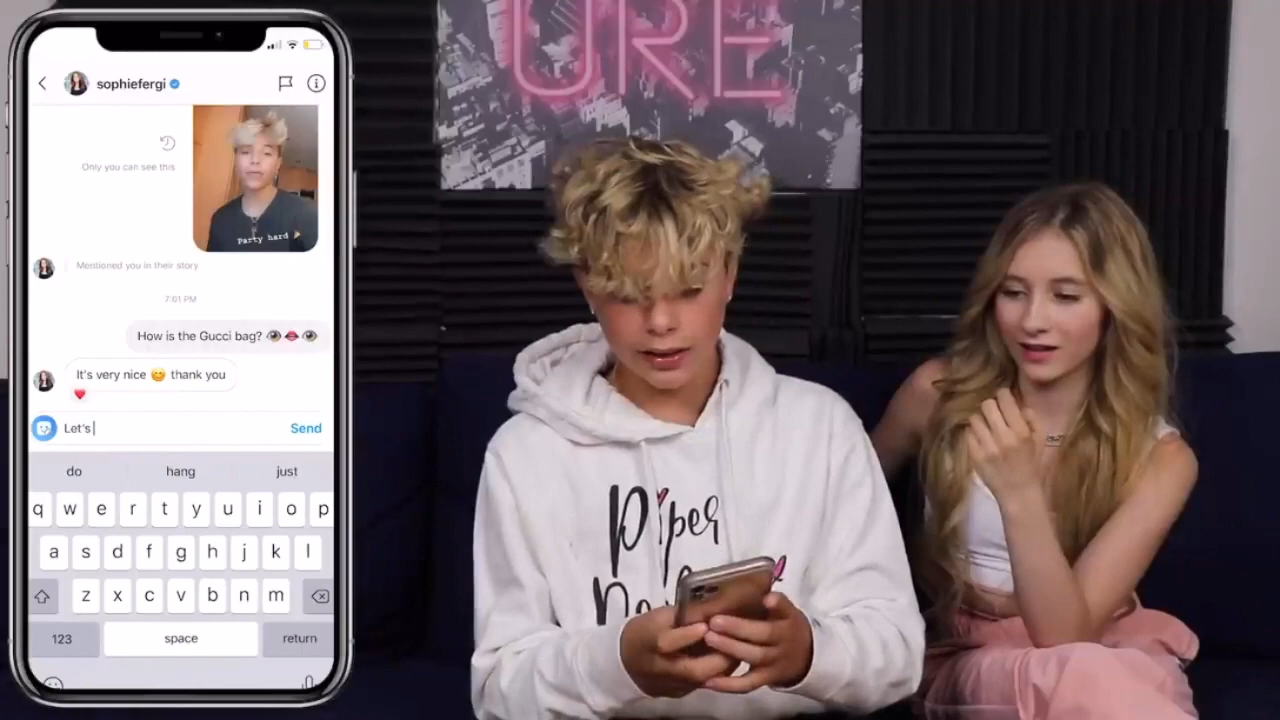 URE
sophiefergi
Only you can see this
Party hard 🎉
Mentioned you in their story
7:01 PM
How is the Gucci bag? 👁👄👁
It's very nice 😊 thank you
❤
Let's
Send
do hang just
q w e r t y u i o p
a s d f g h j k l
z x c v b n m
123 space return
Piper